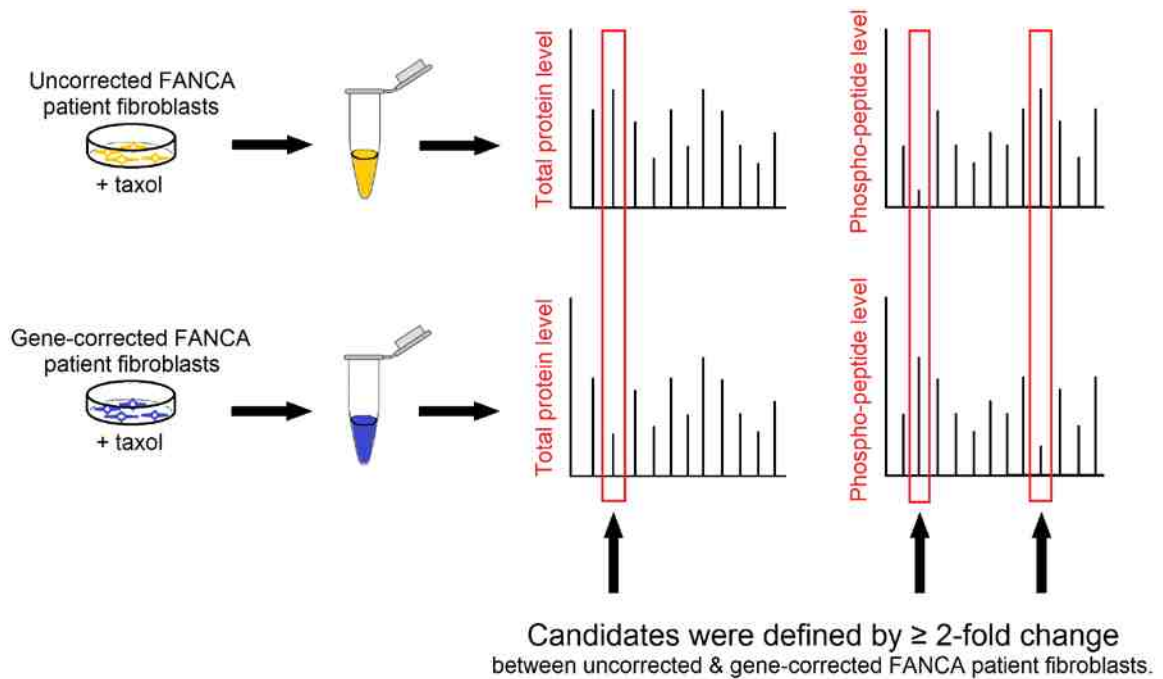 Uncorrected FANCA
patient fibroblasts
+ taxol
Total protein level
Phospho-peptide level
Gene-corrected FANCA
patient fibroblasts
+ taxol
Total protein level
Phospho-peptide level
Candidates were defined by ≥ 2-fold change
between uncorrected & gene-corrected FANCA patient fibroblasts.